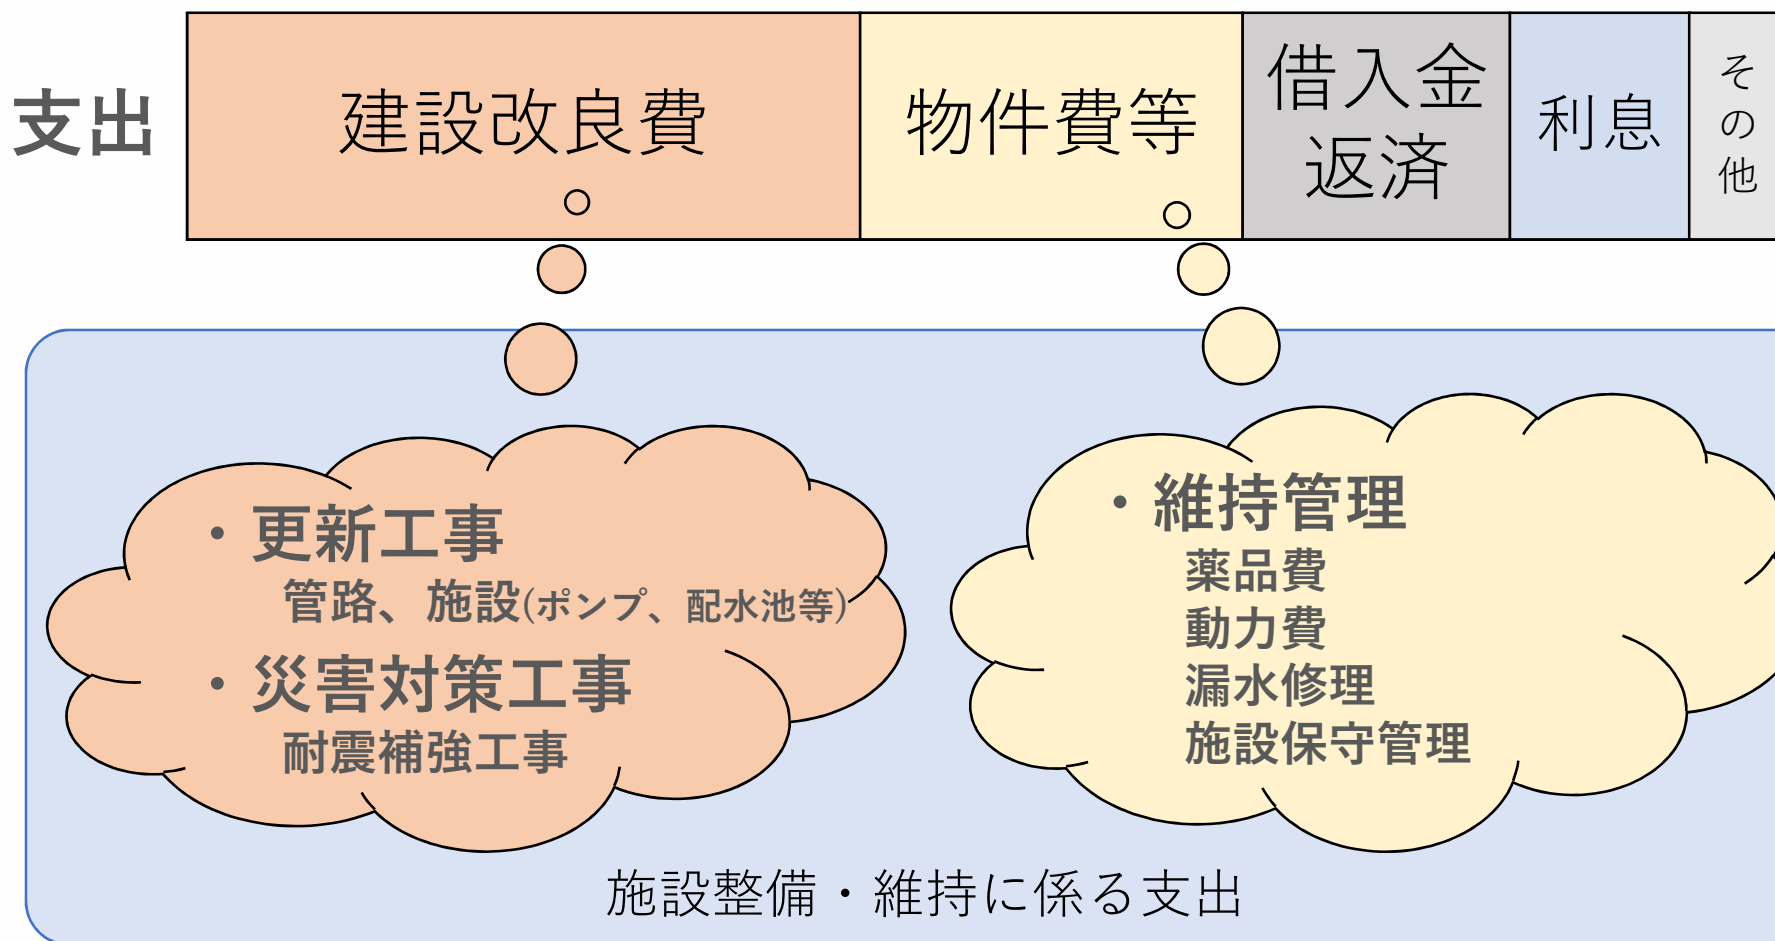 支出
建設改良費
物件費等
借入金
返済
利息
その他
・更新工事
管路、施設(ポンプ、配水池等)
・災害対策工事
耐震補強工事
・維持管理
薬品費
動力費
漏水修理
施設保守管理
施設整備・維持に係る支出